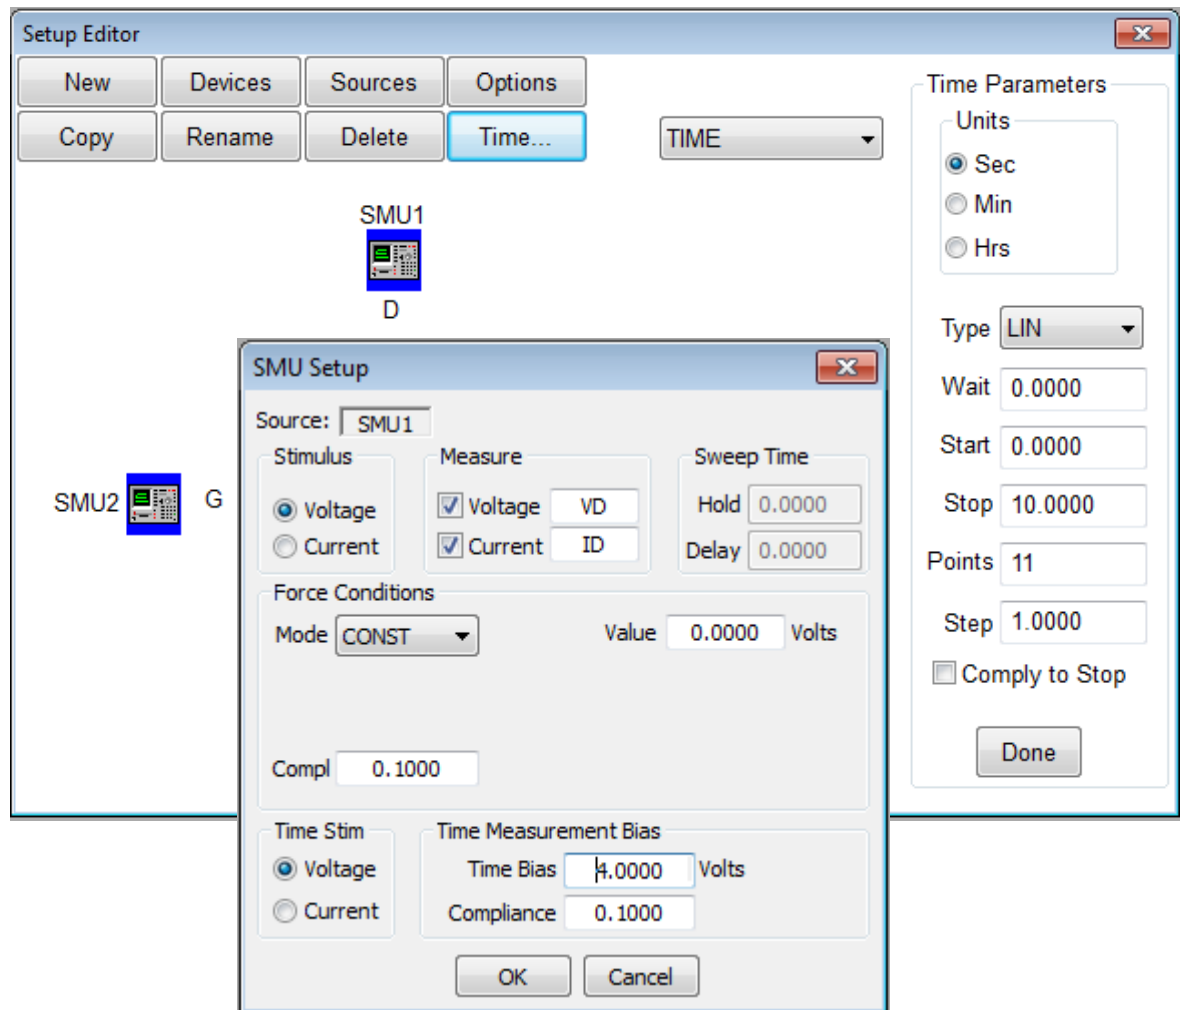 Setup Editor
New Devices Sources Options
Copy Rename Delete Time...
TIME
SMU1
D
SMU2 G
Time Parameters
Units
Sec
Min
Hrs
Type LIN
Wait 0.0000
Start 0.0000
Stop 10.0000
Points 11
Step 1.0000
Comply to Stop
Done
SMU Setup
Source: SMU1
Stimulus
Voltage
Current
Measure
Voltage VD
Current ID
Sweep Time
Hold 0.0000
Delay 0.0000
Force Conditions
Mode CONST Value 0.0000 Volts
Compl 0.1000
Time Stim
Voltage
Current
Time Measurement Bias
Time Bias 4.0000 Volts
Compliance 0.1000
OK Cancel